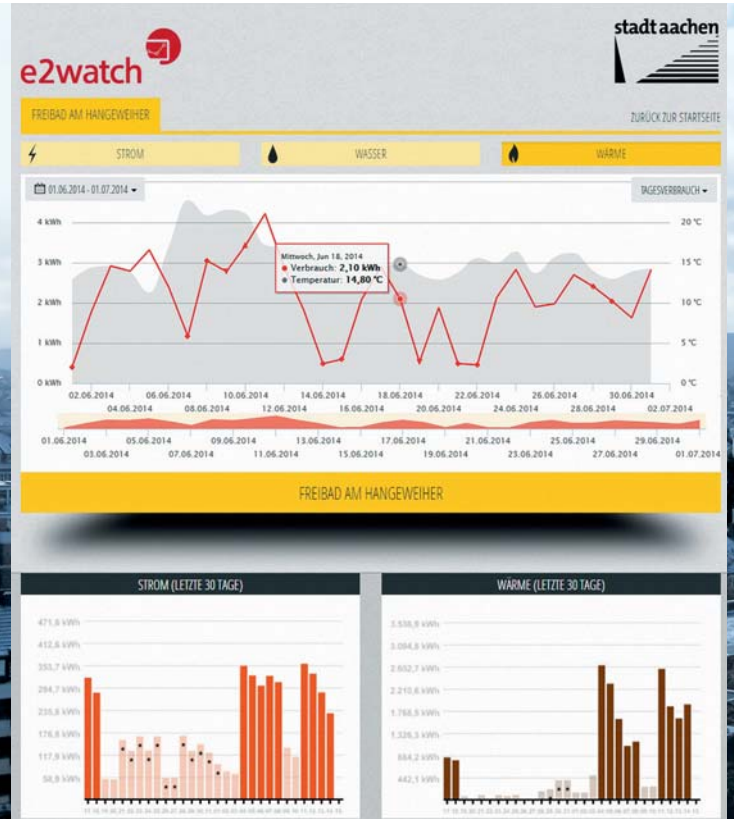 e2watch
stadt aachen
FREIBAD AM HANGEWEIHER
ZURÜCK ZUR STARTSEITE
STROM
WASSER
WÄRME
01.06.2014 - 01.07.2014
TAGESVERBRAUCH
4 kWh
20 °C
3 kWh
15 °C
2 kWh
10 °C
1 kWh
5 °C
0 kWh
0 °C
Mittwoch, Jun 18, 2014
Verbrauch: 2,10 kWh
Temperatur: 14,80 °C
02.06.2014 06.06.2014 10.06.2014 14.06.2014 18.06.2014 22.06.2014 26.06.2014 30.06.2014
04.06.2014 08.06.2014 12.06.2014 16.06.2014 20.06.2014 24.06.2014 28.06.2014 02.07.2014
01.06.2014 05.06.2014 09.06.2014 13.06.2014 17.06.2014 21.06.2014 25.06.2014 29.06.2014
03.06.2014 07.06.2014 11.06.2014 15.06.2014 19.06.2014 23.06.2014 27.06.2014 01.07.2014
FREIBAD AM HANGEWEIHER
STROM (LETZTE 30 TAGE)
471,6 kWh
412,6 kWh
353,7 kWh
294,7 kWh
235,8 kWh
176,8 kWh
117,9 kWh
58,9 kWh
WÄRME (LETZTE 30 TAGE)
3.094,8 kWh
2.652,7 kWh
2.210,6 kWh
1.768,5 kWh
1.326,3 kWh
884,2 kWh
442,1 kWh